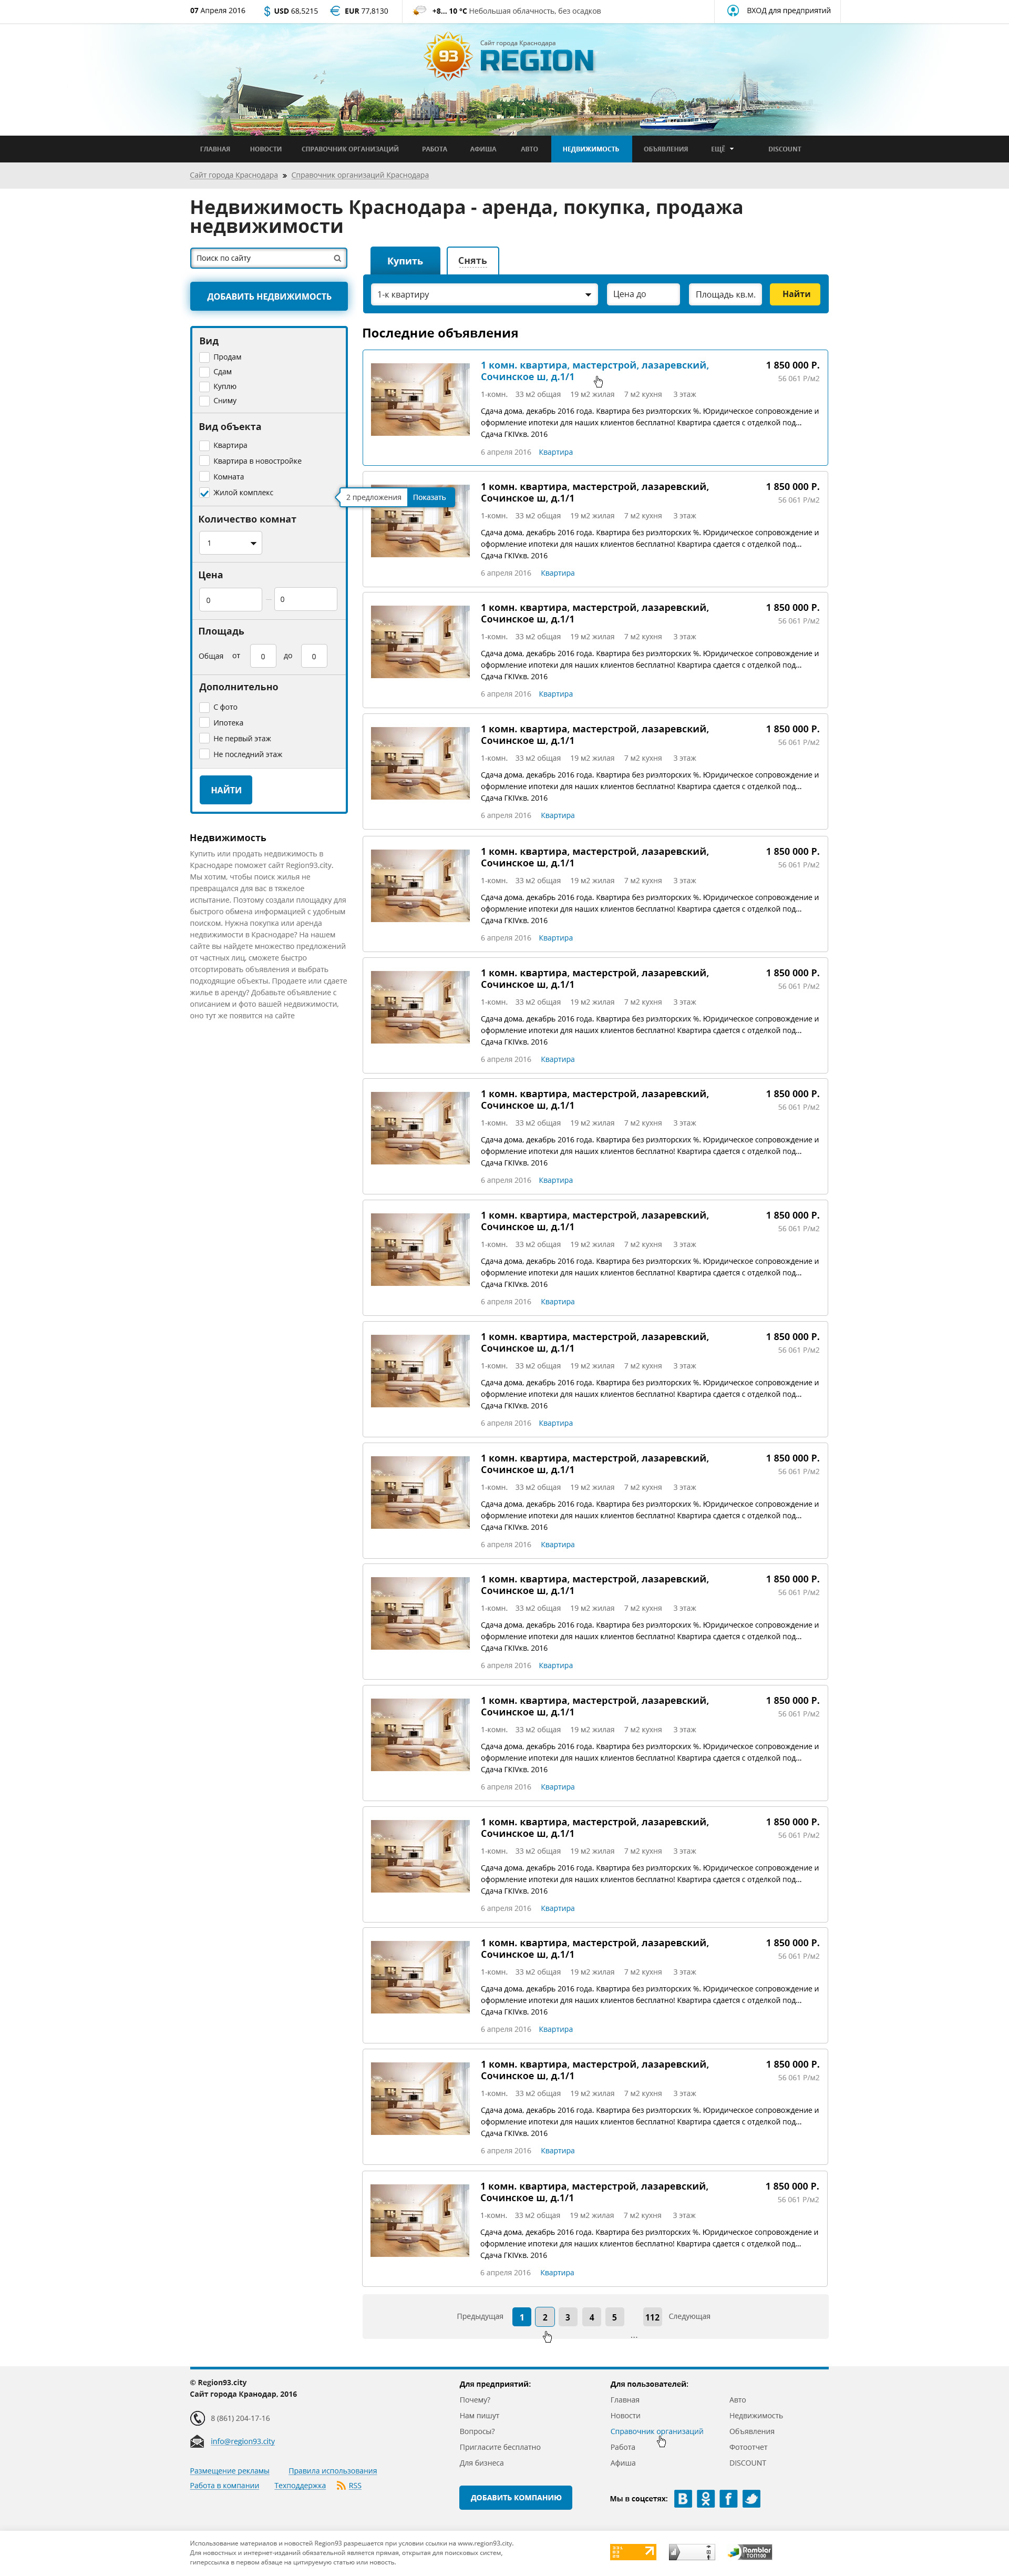 07 Апреля 2016 USD 68,5215 EUR 77,8130 +8... 10 °C Небольшая облачность, без осадков ВХОД для предприятий
93 Сайт города Краснодара
REGION
ГЛАВНАЯ НОВОСТИ СПРАВОЧНИК ОРГАНИЗАЦИЙ РАБОТА АФИША АВТО НЕДВИЖИМОСТЬ ОБЪЯВЛЕНИЯ ЕЩЁ DISCOUNT
Сайт города Краснодара » Справочник организаций Краснодара
Недвижимость Краснодара - аренда, покупка, продажа
недвижимости
Поиск по сайту
ДОБАВИТЬ НЕДВИЖИМОСТЬ
Вид
Продам
Сдам
Куплю
Сниму
Вид объекта
Квартира
Квартира в новостройке
Комната
Жилой комплекс
2 предложения Показать
Количество комнат
1
Цена
0 — 0
Площадь
Общая от 0 до 0
Дополнительно
С фото
Ипотека
Не первый этаж
Не последний этаж
НАЙТИ
Недвижимость
Купить или продать недвижимость в
Краснодаре поможет сайт Region93.city.
Мы хотим, чтобы поиск жилья не
превращался для вас в тяжелое
испытание. Поэтому создали площадку для
быстрого обмена информацией с удобным
поиском. Нужна покупка или аренда
недвижимости в Краснодаре? На нашем
сайте вы найдете множество предложений
от частных лиц, сможете быстро
отсортировать объявления и выбрать
подходящие объекты. Продаете или сдаете
жилье в аренду? Добавьте объявление с
описанием и фото вашей недвижимости,
оно тут же появится на сайте
Купить Снять
1-к квартиру Цена до Площадь кв.м. Найти
Последние объявления
1 комн. квартира, мастерстрой, лазаревский, 1 850 000 Р.
Сочинское ш, д.1/1 56 061 Р/м2
1-комн. 33 м2 общая 19 м2 жилая 7 м2 кухня 3 этаж
Сдача дома, декабрь 2016 года. Квартира без риэлторских %. Юридическое сопровождение и
оформление ипотеки для наших клиентов бесплатно! Квартира сдается с отделкой под...
Сдача ГКIVкв. 2016
6 апреля 2016 Квартира
1 комн. квартира, мастерстрой, лазаревский, 1 850 000 Р.
Сочинское ш, д.1/1 56 061 Р/м2
1-комн. 33 м2 общая 19 м2 жилая 7 м2 кухня 3 этаж
Сдача дома, декабрь 2016 года. Квартира без риэлторских %. Юридическое сопровождение и
оформление ипотеки для наших клиентов бесплатно! Квартира сдается с отделкой под...
Сдача ГКIVкв. 2016
6 апреля 2016 Квартира
1 комн. квартира, мастерстрой, лазаревский, 1 850 000 Р.
Сочинское ш, д.1/1 56 061 Р/м2
1-комн. 33 м2 общая 19 м2 жилая 7 м2 кухня 3 этаж
Сдача дома, декабрь 2016 года. Квартира без риэлторских %. Юридическое сопровождение и
оформление ипотеки для наших клиентов бесплатно! Квартира сдается с отделкой под...
Сдача ГКIVкв. 2016
6 апреля 2016 Квартира
1 комн. квартира, мастерстрой, лазаревский, 1 850 000 Р.
Сочинское ш, д.1/1 56 061 Р/м2
1-комн. 33 м2 общая 19 м2 жилая 7 м2 кухня 3 этаж
Сдача дома, декабрь 2016 года. Квартира без риэлторских %. Юридическое сопровождение и
оформление ипотеки для наших клиентов бесплатно! Квартира сдается с отделкой под...
Сдача ГКIVкв. 2016
6 апреля 2016 Квартира
1 комн. квартира, мастерстрой, лазаревский, 1 850 000 Р.
Сочинское ш, д.1/1 56 061 Р/м2
1-комн. 33 м2 общая 19 м2 жилая 7 м2 кухня 3 этаж
Сдача дома, декабрь 2016 года. Квартира без риэлторских %. Юридическое сопровождение и
оформление ипотеки для наших клиентов бесплатно! Квартира сдается с отделкой под...
Сдача ГКIVкв. 2016
6 апреля 2016 Квартира
1 комн. квартира, мастерстрой, лазаревский, 1 850 000 Р.
Сочинское ш, д.1/1 56 061 Р/м2
1-комн. 33 м2 общая 19 м2 жилая 7 м2 кухня 3 этаж
Сдача дома, декабрь 2016 года. Квартира без риэлторских %. Юридическое сопровождение и
оформление ипотеки для наших клиентов бесплатно! Квартира сдается с отделкой под...
Сдача ГКIVкв. 2016
6 апреля 2016 Квартира
1 комн. квартира, мастерстрой, лазаревский, 1 850 000 Р.
Сочинское ш, д.1/1 56 061 Р/м2
1-комн. 33 м2 общая 19 м2 жилая 7 м2 кухня 3 этаж
Сдача дома, декабрь 2016 года. Квартира без риэлторских %. Юридическое сопровождение и
оформление ипотеки для наших клиентов бесплатно! Квартира сдается с отделкой под...
Сдача ГКIVкв. 2016
6 апреля 2016 Квартира
1 комн. квартира, мастерстрой, лазаревский, 1 850 000 Р.
Сочинское ш, д.1/1 56 061 Р/м2
1-комн. 33 м2 общая 19 м2 жилая 7 м2 кухня 3 этаж
Сдача дома, декабрь 2016 года. Квартира без риэлторских %. Юридическое сопровождение и
оформление ипотеки для наших клиентов бесплатно! Квартира сдается с отделкой под...
Сдача ГКIVкв. 2016
6 апреля 2016 Квартира
1 комн. квартира, мастерстрой, лазаревский, 1 850 000 Р.
Сочинское ш, д.1/1 56 061 Р/м2
1-комн. 33 м2 общая 19 м2 жилая 7 м2 кухня 3 этаж
Сдача дома, декабрь 2016 года. Квартира без риэлторских %. Юридическое сопровождение и
оформление ипотеки для наших клиентов бесплатно! Квартира сдается с отделкой под...
Сдача ГКIVкв. 2016
6 апреля 2016 Квартира
1 комн. квартира, мастерстрой, лазаревский, 1 850 000 Р.
Сочинское ш, д.1/1 56 061 Р/м2
1-комн. 33 м2 общая 19 м2 жилая 7 м2 кухня 3 этаж
Сдача дома, декабрь 2016 года. Квартира без риэлторских %. Юридическое сопровождение и
оформление ипотеки для наших клиентов бесплатно! Квартира сдается с отделкой под...
Сдача ГКIVкв. 2016
6 апреля 2016 Квартира
1 комн. квартира, мастерстрой, лазаревский, 1 850 000 Р.
Сочинское ш, д.1/1 56 061 Р/м2
1-комн. 33 м2 общая 19 м2 жилая 7 м2 кухня 3 этаж
Сдача дома, декабрь 2016 года. Квартира без риэлторских %. Юридическое сопровождение и
оформление ипотеки для наших клиентов бесплатно! Квартира сдается с отделкой под...
Сдача ГКIVкв. 2016
6 апреля 2016 Квартира
1 комн. квартира, мастерстрой, лазаревский, 1 850 000 Р.
Сочинское ш, д.1/1 56 061 Р/м2
1-комн. 33 м2 общая 19 м2 жилая 7 м2 кухня 3 этаж
Сдача дома, декабрь 2016 года. Квартира без риэлторских %. Юридическое сопровождение и
оформление ипотеки для наших клиентов бесплатно! Квартира сдается с отделкой под...
Сдача ГКIVкв. 2016
6 апреля 2016 Квартира
1 комн. квартира, мастерстрой, лазаревский, 1 850 000 Р.
Сочинское ш, д.1/1 56 061 Р/м2
1-комн. 33 м2 общая 19 м2 жилая 7 м2 кухня 3 этаж
Сдача дома, декабрь 2016 года. Квартира без риэлторских %. Юридическое сопровождение и
оформление ипотеки для наших клиентов бесплатно! Квартира сдается с отделкой под...
Сдача ГКIVкв. 2016
6 апреля 2016 Квартира
1 комн. квартира, мастерстрой, лазаревский, 1 850 000 Р.
Сочинское ш, д.1/1 56 061 Р/м2
1-комн. 33 м2 общая 19 м2 жилая 7 м2 кухня 3 этаж
Сдача дома, декабрь 2016 года. Квартира без риэлторских %. Юридическое сопровождение и
оформление ипотеки для наших клиентов бесплатно! Квартира сдается с отделкой под...
Сдача ГКIVкв. 2016
6 апреля 2016 Квартира
1 комн. квартира, мастерстрой, лазаревский, 1 850 000 Р.
Сочинское ш, д.1/1 56 061 Р/м2
1-комн. 33 м2 общая 19 м2 жилая 7 м2 кухня 3 этаж
Сдача дома, декабрь 2016 года. Квартира без риэлторских %. Юридическое сопровождение и
оформление ипотеки для наших клиентов бесплатно! Квартира сдается с отделкой под...
Сдача ГКIVкв. 2016
6 апреля 2016 Квартира
1 комн. квартира, мастерстрой, лазаревский, 1 850 000 Р.
Сочинское ш, д.1/1 56 061 Р/м2
1-комн. 33 м2 общая 19 м2 жилая 7 м2 кухня 3 этаж
Сдача дома, декабрь 2016 года. Квартира без риэлторских %. Юридическое сопровождение и
оформление ипотеки для наших клиентов бесплатно! Квартира сдается с отделкой под...
Сдача ГКIVкв. 2016
6 апреля 2016 Квартира
Предыдущая 1 2 3 4 5 ... 112 Следующая
© Region93.city
Сайт города Кранодар, 2016
8 (861) 204-17-16
info@region93.city
Размещение рекламы Правила использования
Работа в компании Техподдержка RSS
Для предприятий:
Почему?
Нам пишут
Вопросы?
Пригласите бесплатно
Для бизнеса
ДОБАВИТЬ КОМПАНИЮ
Для пользователей:
Главная Авто
Новости Недвижимость
Справочник организаций Объявления
Работа Фотоотчет
Афиша DISCOUNT
Мы в соцсетях:
Использование материалов и новостей Region93 разрешается при условии ссылки на www.region93.city.
Для новостных и интернет-изданий обязательной является прямая, открытая для поисковых систем,
гиперссылка в первом абзаце на цитируемую статью или новость.
Rambler
ТОП100